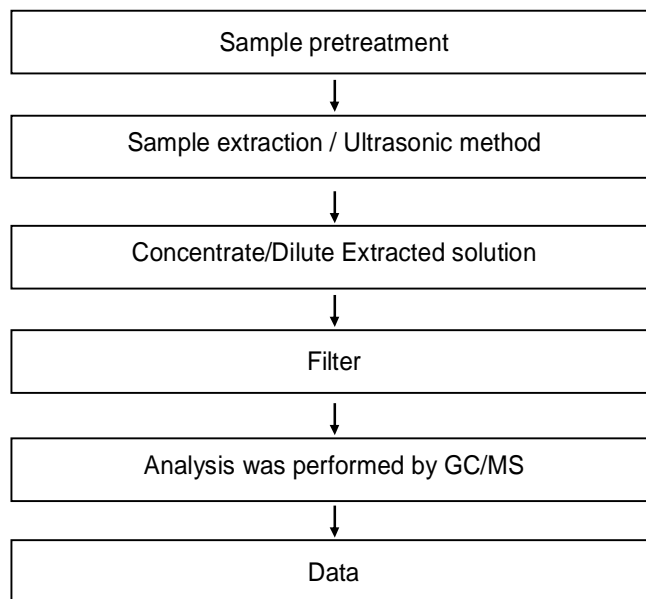 Sample pretreatment
Sample extraction / Ultrasonic method
Concentrate/Dilute Extracted solution
Filter
Analysis was performed by GC/MS
Data